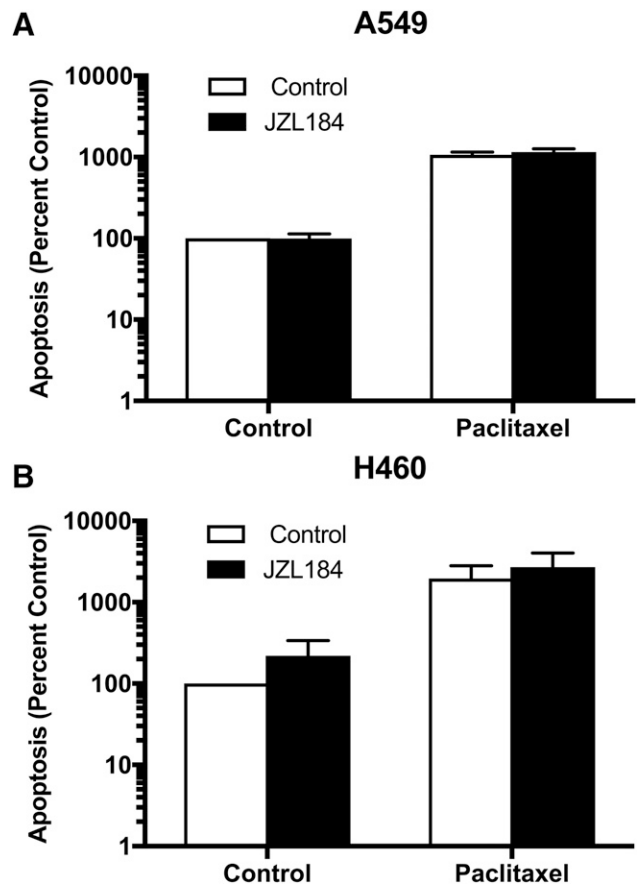 A
A549
Apoptosis (Percent Control)
10000
1000
100
10
1
Control
JZL184
Control
Paclitaxel
B
H460
Apoptosis (Percent Control)
10000
1000
100
10
1
Control
JZL184
Control
Paclitaxel